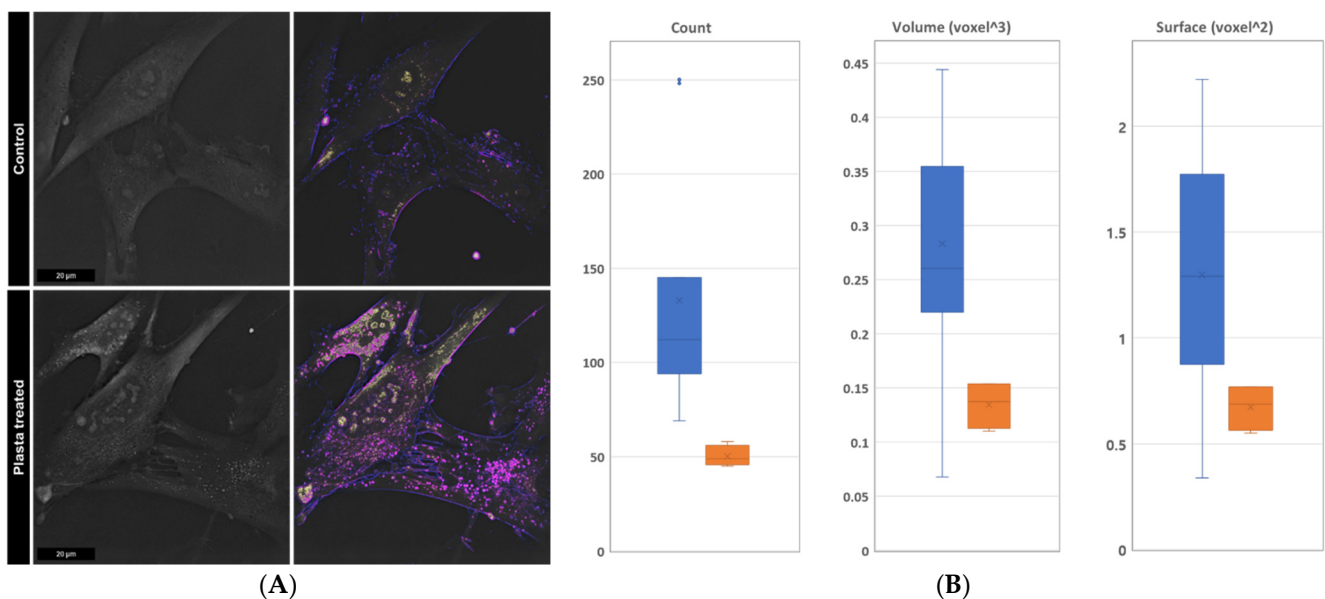 Control
20 µm
Plasta treated
20 µm
(A)
Count
250
200
150
100
50
0
Volume (voxel^3)
0.45
0.4
0.35
0.3
0.25
0.2
0.15
0.1
0.05
0
Surface (voxel^2)
2
1.5
1
0.5
0
(B)